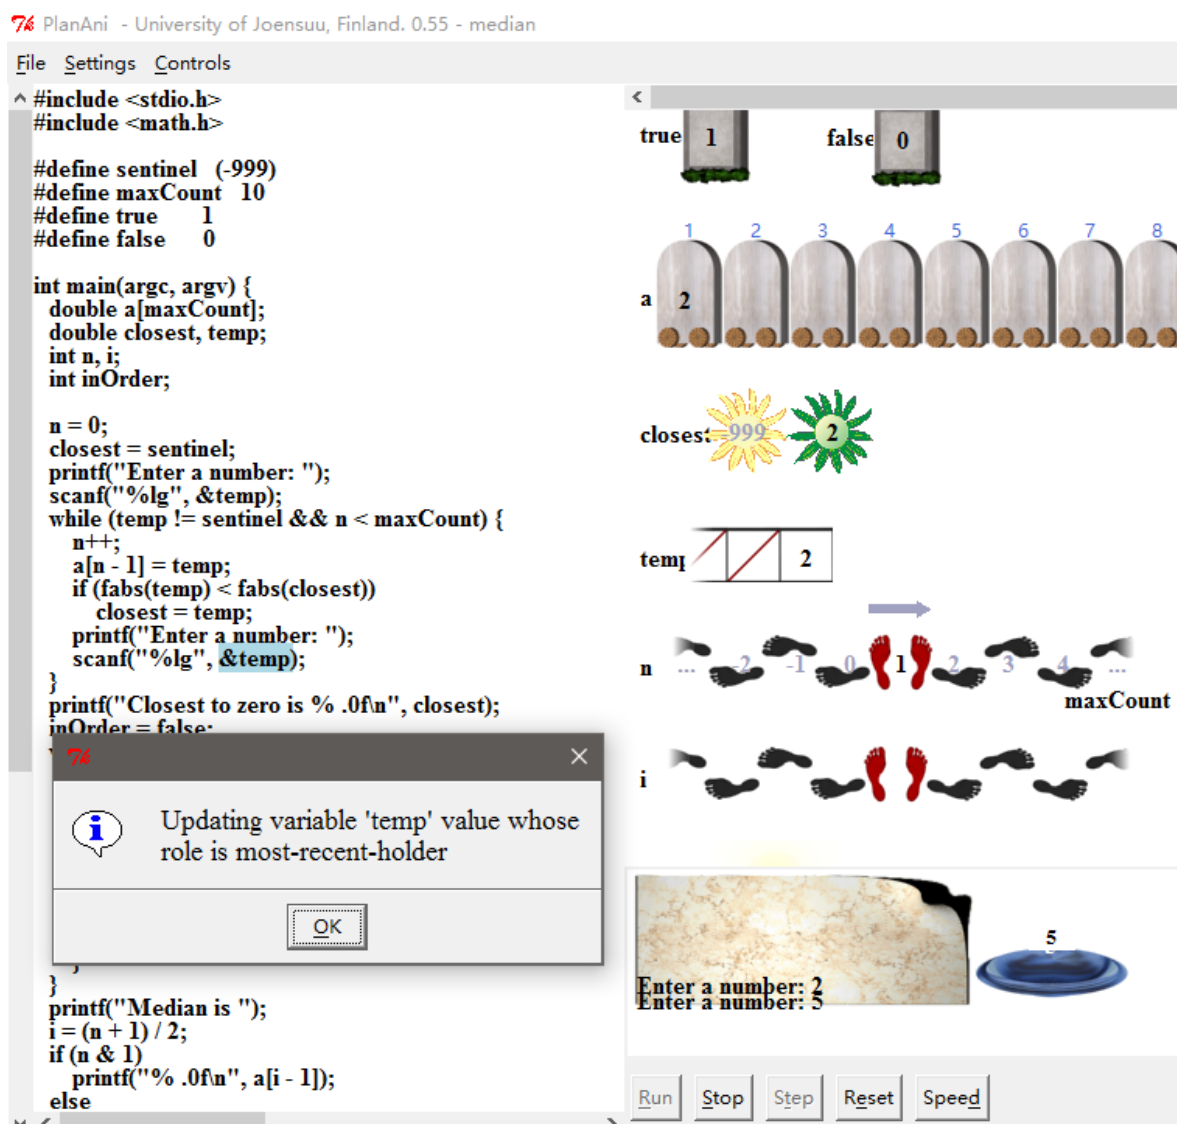 PlanAni - University of Joensuu, Finland. 0.55 - median
File Settings Controls
#include <stdio.h>
#include <math.h>
#define sentinel (-999)
#define maxCount 10
#define true 1
#define false 0
int main(argc, argv) {
double a[maxCount];
double closest, temp;
int n, i;
int inOrder;
n = 0;
closest = sentinel;
printf("Enter a number: ");
scanf("%lg", &temp);
while (temp != sentinel && n < maxCount) {
n++;
a[n - 1] = temp;
if (fabs(temp) < fabs(closest))
closest = temp;
printf("Enter a number: ");
scanf("%lg", &temp);
}
printf("Closest to zero is % .0f\n", closest);
inOrder = false;
Updating variable 'temp' value whose
role is most-recent-holder
OK
}
}
printf("Median is ");
i = (n + 1) / 2;
if (n & 1)
printf("% .0f\n", a[i - 1]);
else
true 1 false 0
1 2 3 4 5 6 7 8
a 2
closest -999 2
temp 2
n ... -2 -1 0 1 2 3 4 ...
maxCount
i
Enter a number: 2
Enter a number: 5
5
Run Stop Step Reset Speed